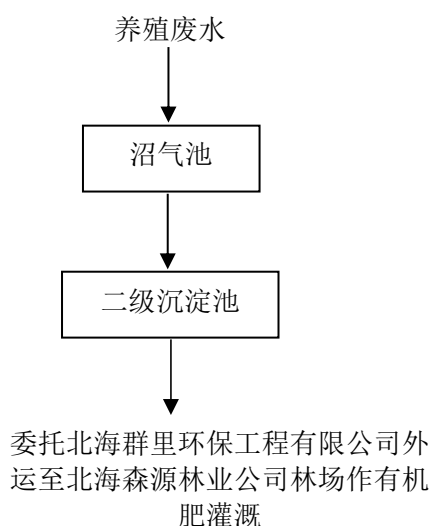 养殖废水
沼气池
二级沉淀池
委托北海群里环保工程有限公司外
运至北海森源林业公司林场作有机
肥灌溉